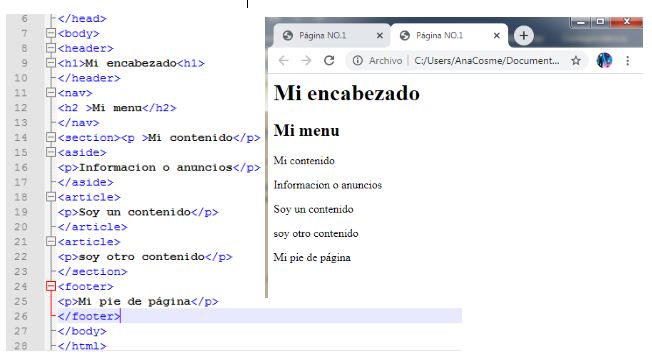 6 </head>
7 <body>
8 <header>
9 <h1>Mi encabezado<h1>
10 </header>
11 <nav>
12 <h2 >Mi menu</h2>
13 </nav>
14 <section><p >Mi contenido</p>
15 <aside>
16 <p>Informacion o anuncios</p>
17 </aside>
18 <article>
19 <p>Soy un contenido</p>
20 </article>
21 <article>
22 <p>soy otro contenido</p>
23 </section>
24 <footer>
25 <p>Mi pie de página</p>
26 </footer>
27 </body>
28 </html>
Página NO.1 Página NO.1
Archivo C:/Users/AnaCosme/Document...
Mi encabezado
Mi menu
Mi contenido
Informacion o anuncios
Soy un contenido
soy otro contenido
Mi pie de página